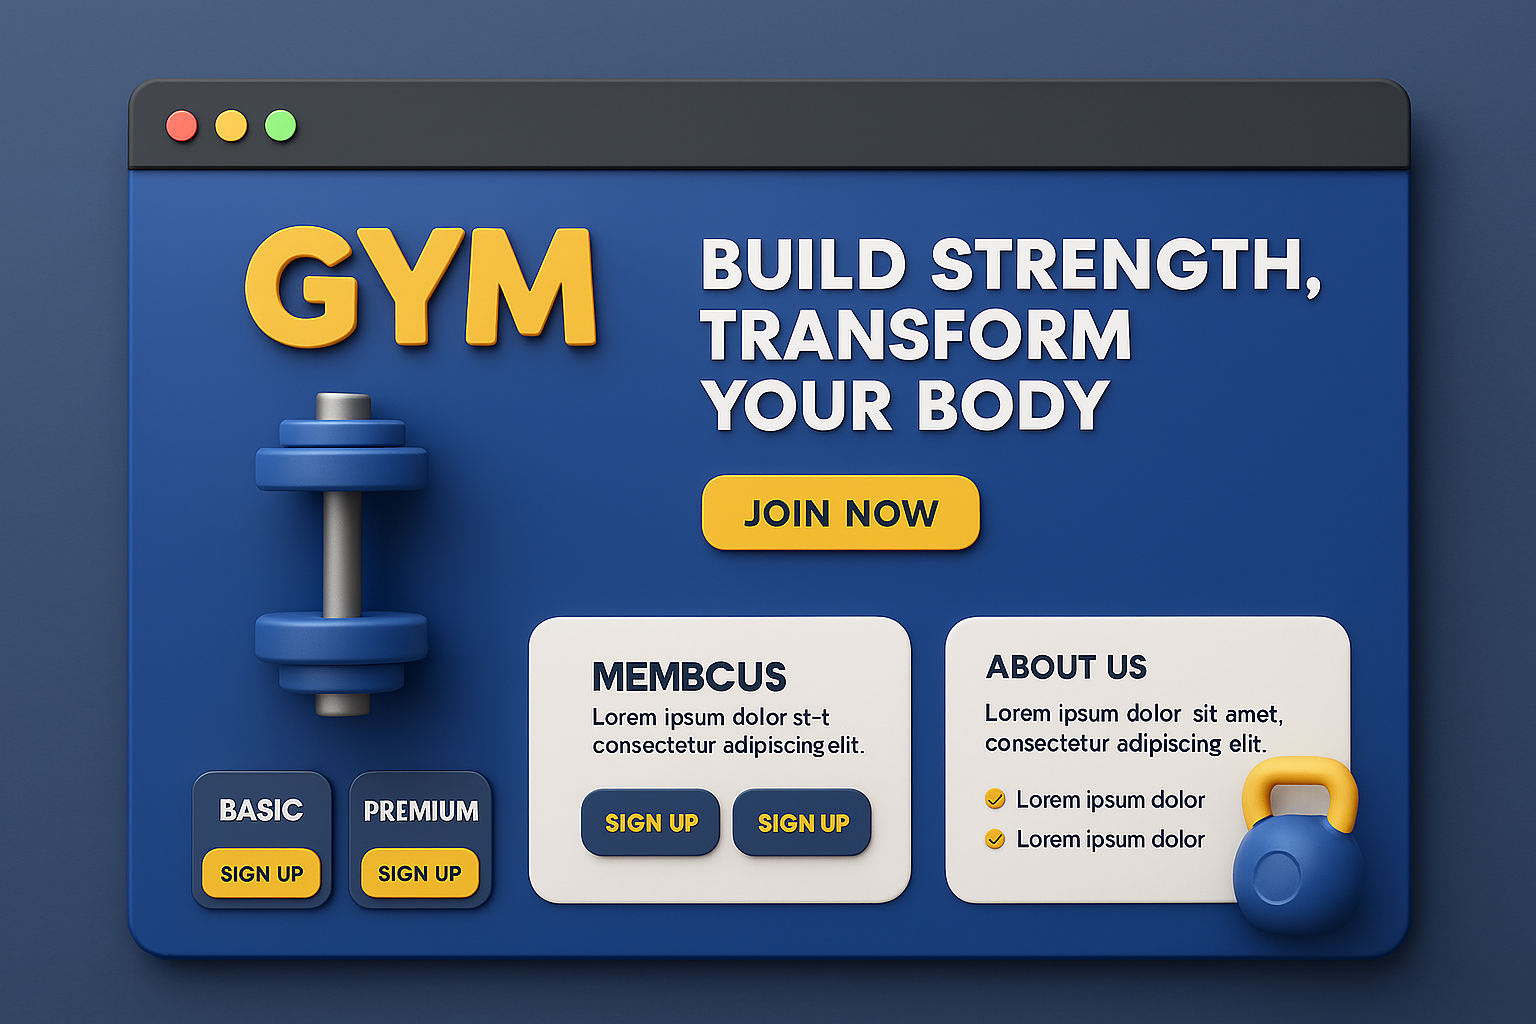 GYM
BUILD STRENGTH,
TRANSFORM
YOUR BODY
JOIN NOW
BASIC
SIGN UP
PREMIUM
SIGN UP
MEMBCUS
Lorem ipsum dolor st-t
consectetur adipiscing elit.
SIGN UP
SIGN UP
ABOUT US
Lorem ipsum dolor sit amet,
consectetur adipiscing elit.
Lorem ipsum dolor
Lorem ipsum dolor